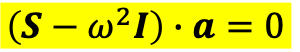 (𝑺 − ω²𝑰) · 𝒂 = 0